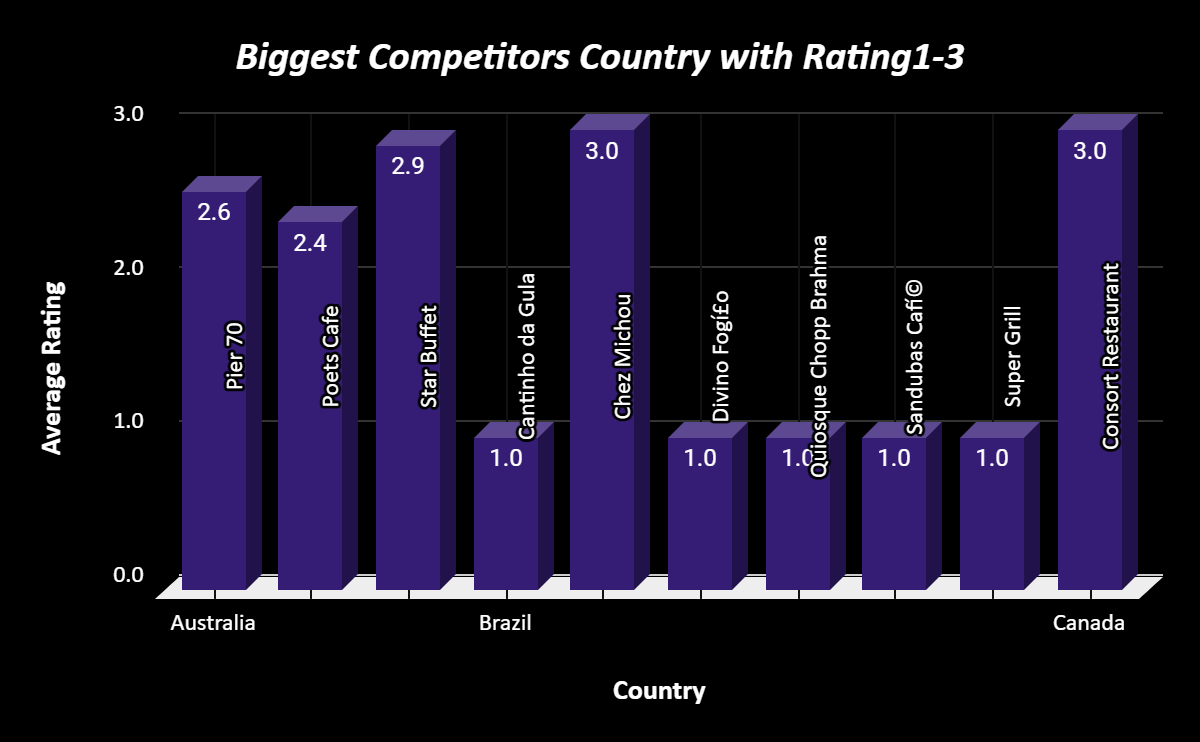 Biggest Competitors Country with Rating1-3
3.0
2.0
1.0
0.0
Average Rating
2.6
Pier 70
2.4
Poets Cafe
2.9
Star Buffet
1.0
Cantinho da Gula
3.0
Chez Michou
1.0
Divino Fogí£o
1.0
Quiosque Chopp Brahma
1.0
Sandubas Cafí©
1.0
Super Grill
3.0
Consort Restaurant
Australia
Brazil
Canada
Country